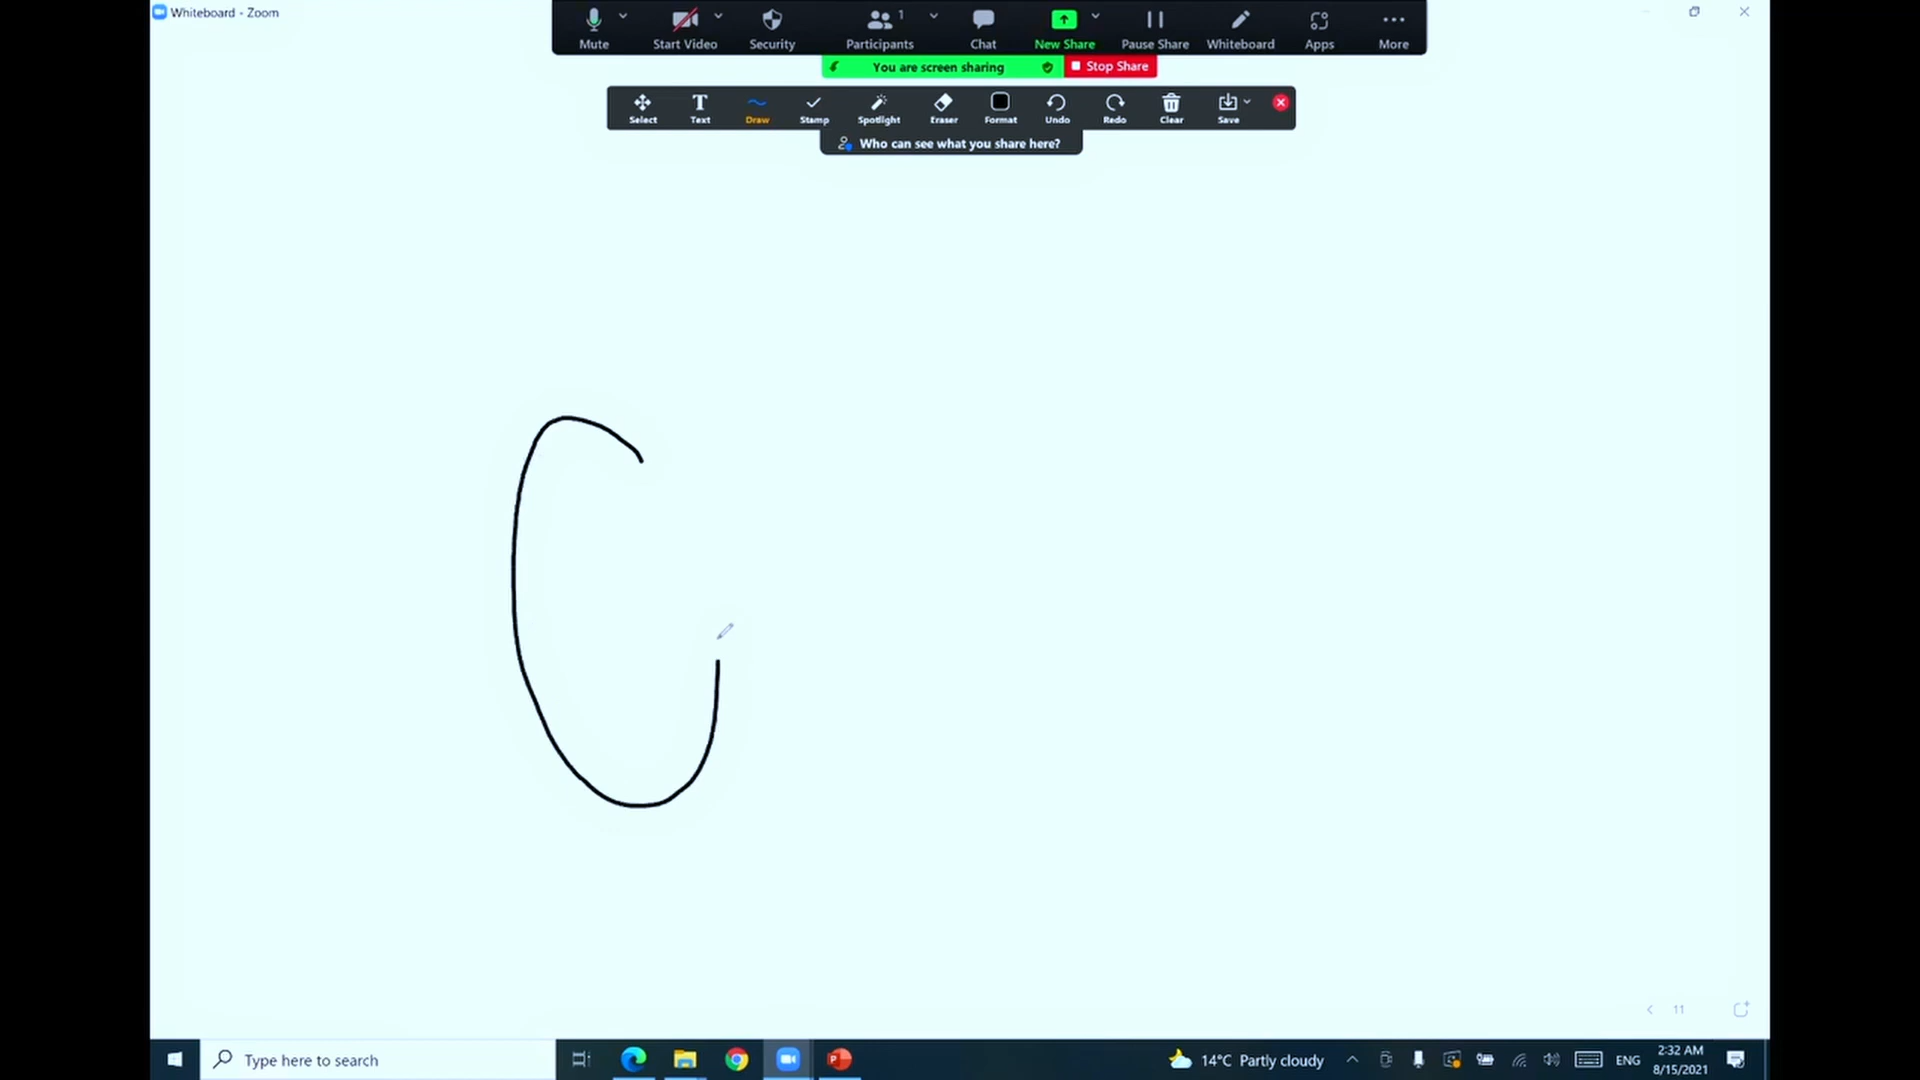 Whiteboard - Zoom
Mute
Start Video
Security
1
Participants
Chat
New Share
Pause Share
Whiteboard
Apps
More
You are screen sharing
Stop Share
Select
T
Text
Draw
Stamp
Spotlight
Eraser
Format
Undo
Redo
Clear
Save
Who can see what you share here?
11
Type here to search
P
14°C Partly cloudy
ENG
2:32 AM
8/15/2021